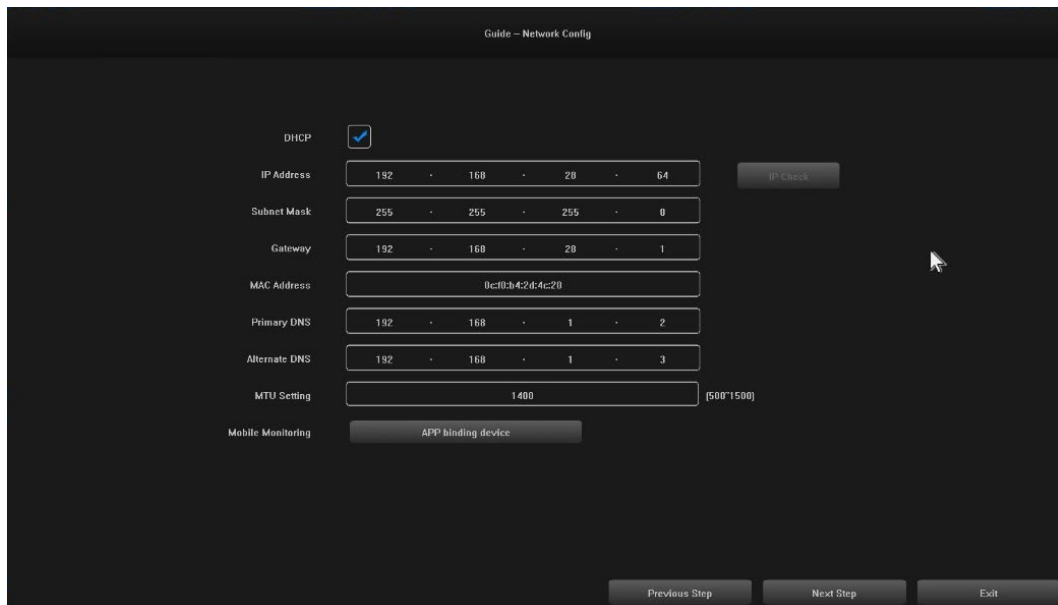 Guide – Network Config
DHCP
IP Address 192 . 168 . 28 . 64 IP Check
Subnet Mask 255 . 255 . 255 . 0
Gateway 192 . 168 . 28 . 1
MAC Address 0c:f0:b4:2d:4c:20
Primary DNS 192 . 168 . 1 . 2
Alternate DNS 192 . 168 . 1 . 3
MTU Setting 1400 (500~1500)
Mobile Monitoring APP binding device
Previous Step Next Step Exit